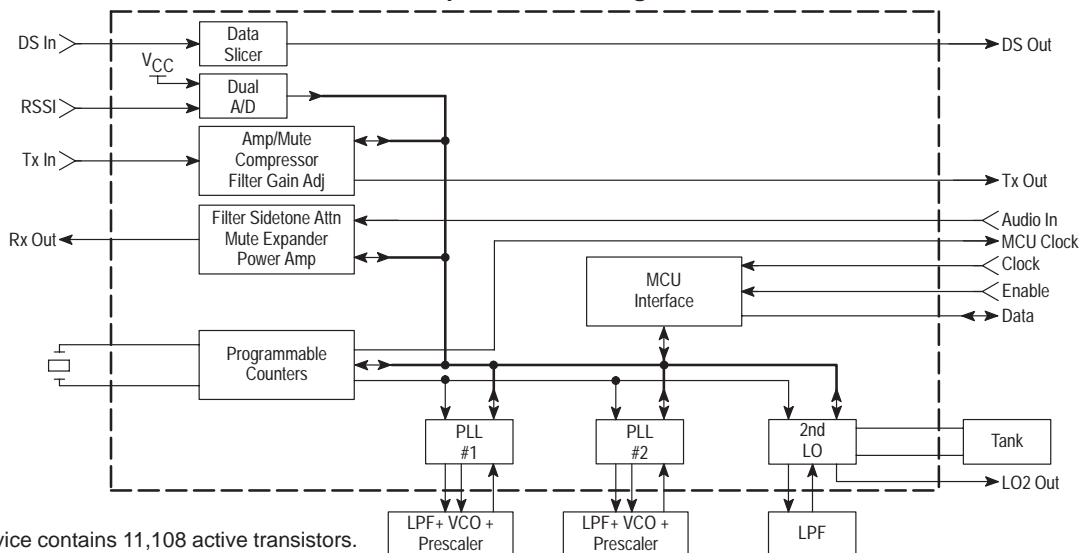 DS In
Data
Slicer
DS Out
VCC
RSSI
Dual
A/D
Tx In
Amp/Mute
Compressor
Filter Gain Adj
Tx Out
Rx Out
Filter Sidetone Attn
Mute Expander
Power Amp
Audio In
MCU Clock
Clock
Enable
Data
MCU
Interface
Programmable
Counters
PLL
#1
PLL
#2
2nd
LO
Tank
LO2 Out
LPF+ VCO +
Prescaler
LPF+ VCO +
Prescaler
LPF
contains 11,108 active transistors.